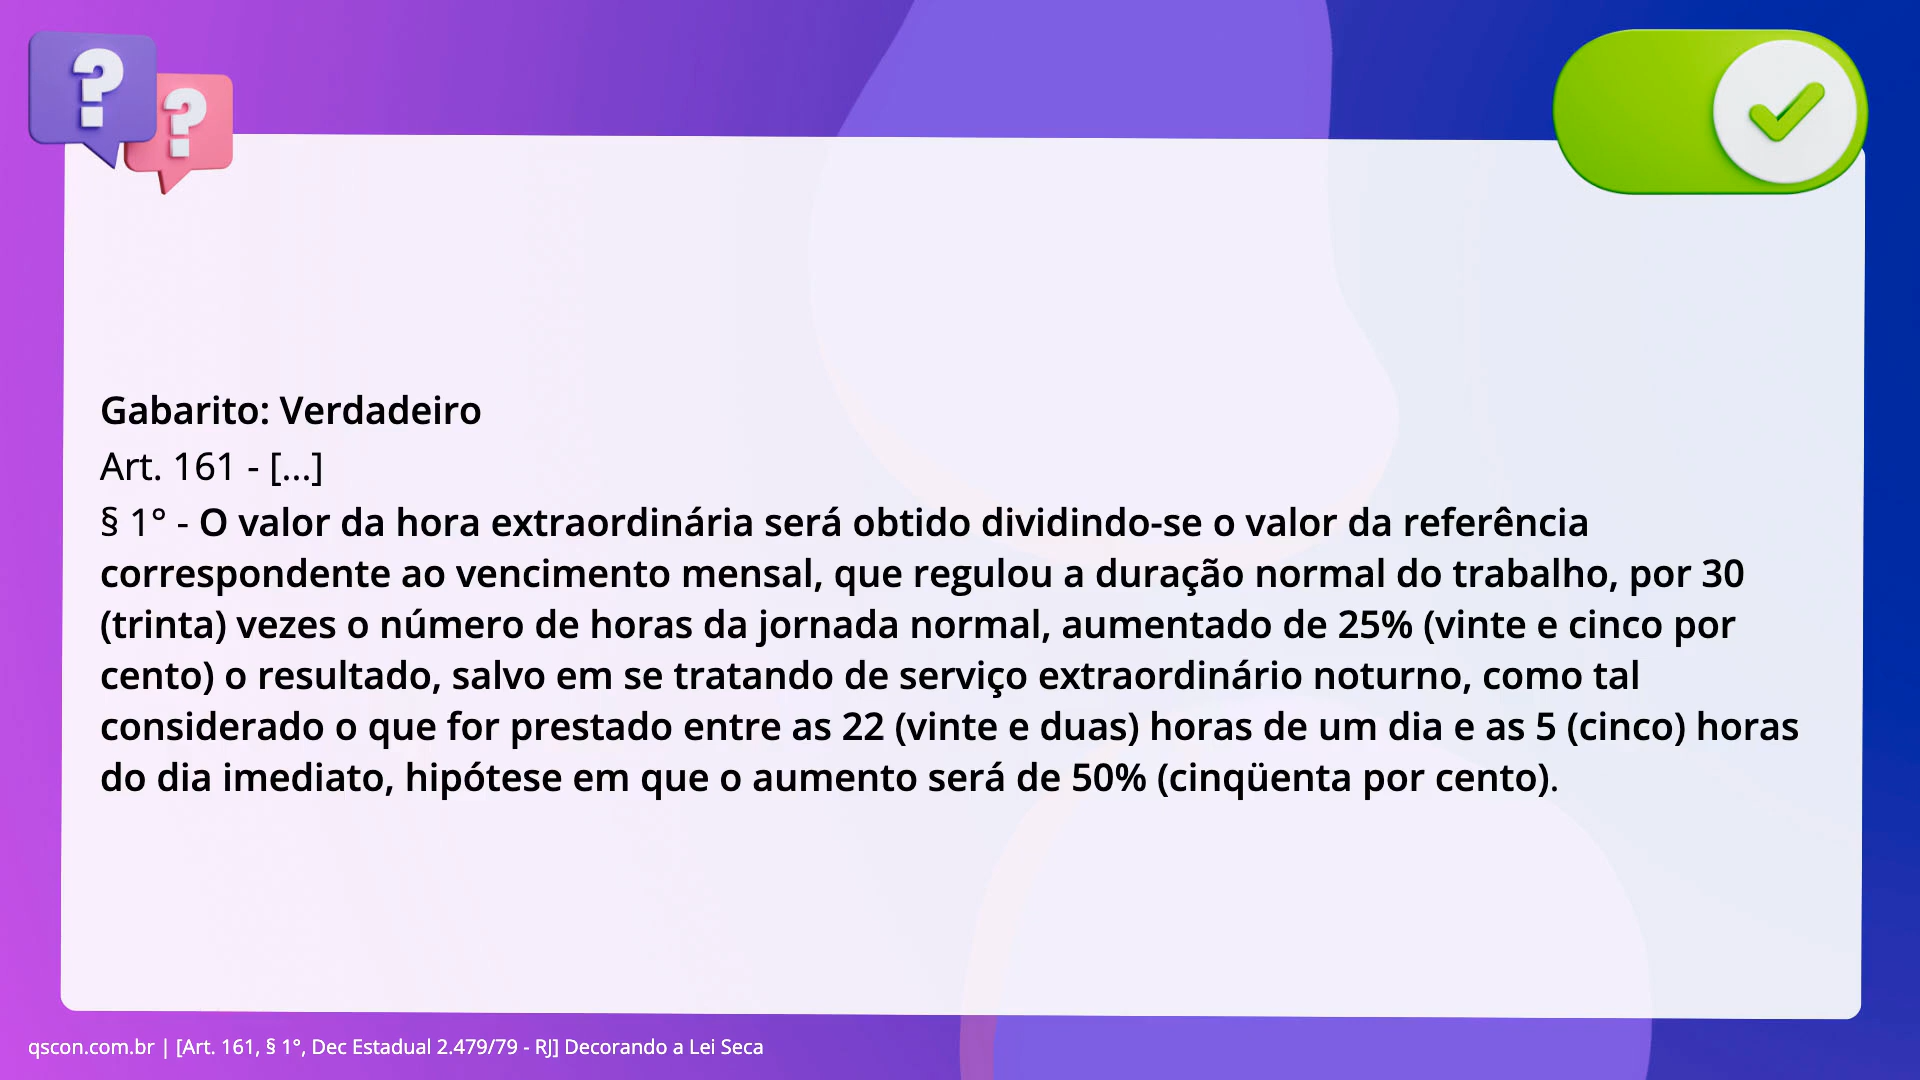 ?
?
Gabarito: Verdadeiro
Art. 161 - [...]
§ 1° - O valor da hora extraordinária será obtido dividindo-se o valor da referência
correspondente ao vencimento mensal, que regulou a duração normal do trabalho, por 30
(trinta) vezes o número de horas da jornada normal, aumentado de 25% (vinte e cinco por
cento) o resultado, salvo em se tratando de serviço extraordinário noturno, como tal
considerado o que for prestado entre as 22 (vinte e duas) horas de um dia e as 5 (cinco) horas
do dia imediato, hipótese em que o aumento será de 50% (cinqüenta por cento).
qscon.com.br | [Art. 161, § 1°, Dec Estadual 2.479/79 - RJ] Decorando a Lei Seca